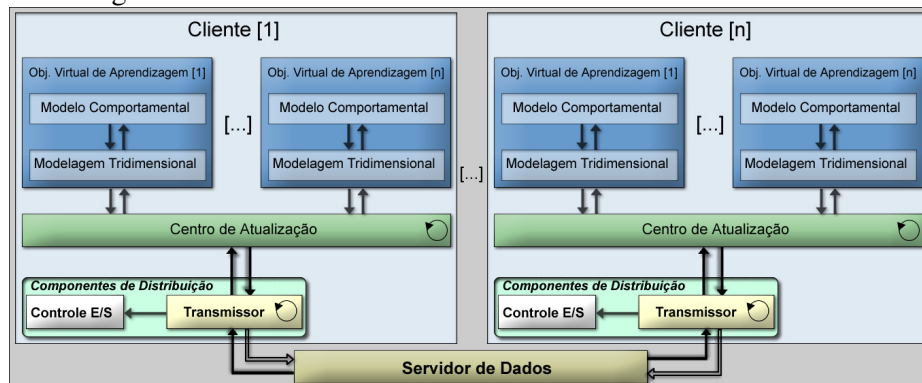 Cliente [1]
Cliente [n]
Obj. Virtual de Aprendizagem [1]
Obj. Virtual de Aprendizagem [n]
Obj. Virtual de Aprendizagem [1]
Obj. Virtual de Aprendizagem [n]
Modelo Comportamental
[...]
Modelo Comportamental
Modelo Comportamental
[...]
Modelo Comportamental
Modelagem Tridimensional
Modelagem Tridimensional
[...]
Modelagem Tridimensional
Modelagem Tridimensional
Centro de Atualização
Centro de Atualização
Componentes de Distribuição
Componentes de Distribuição
Controle E/S
Transmissor
Controle E/S
Transmissor
Servidor de Dados